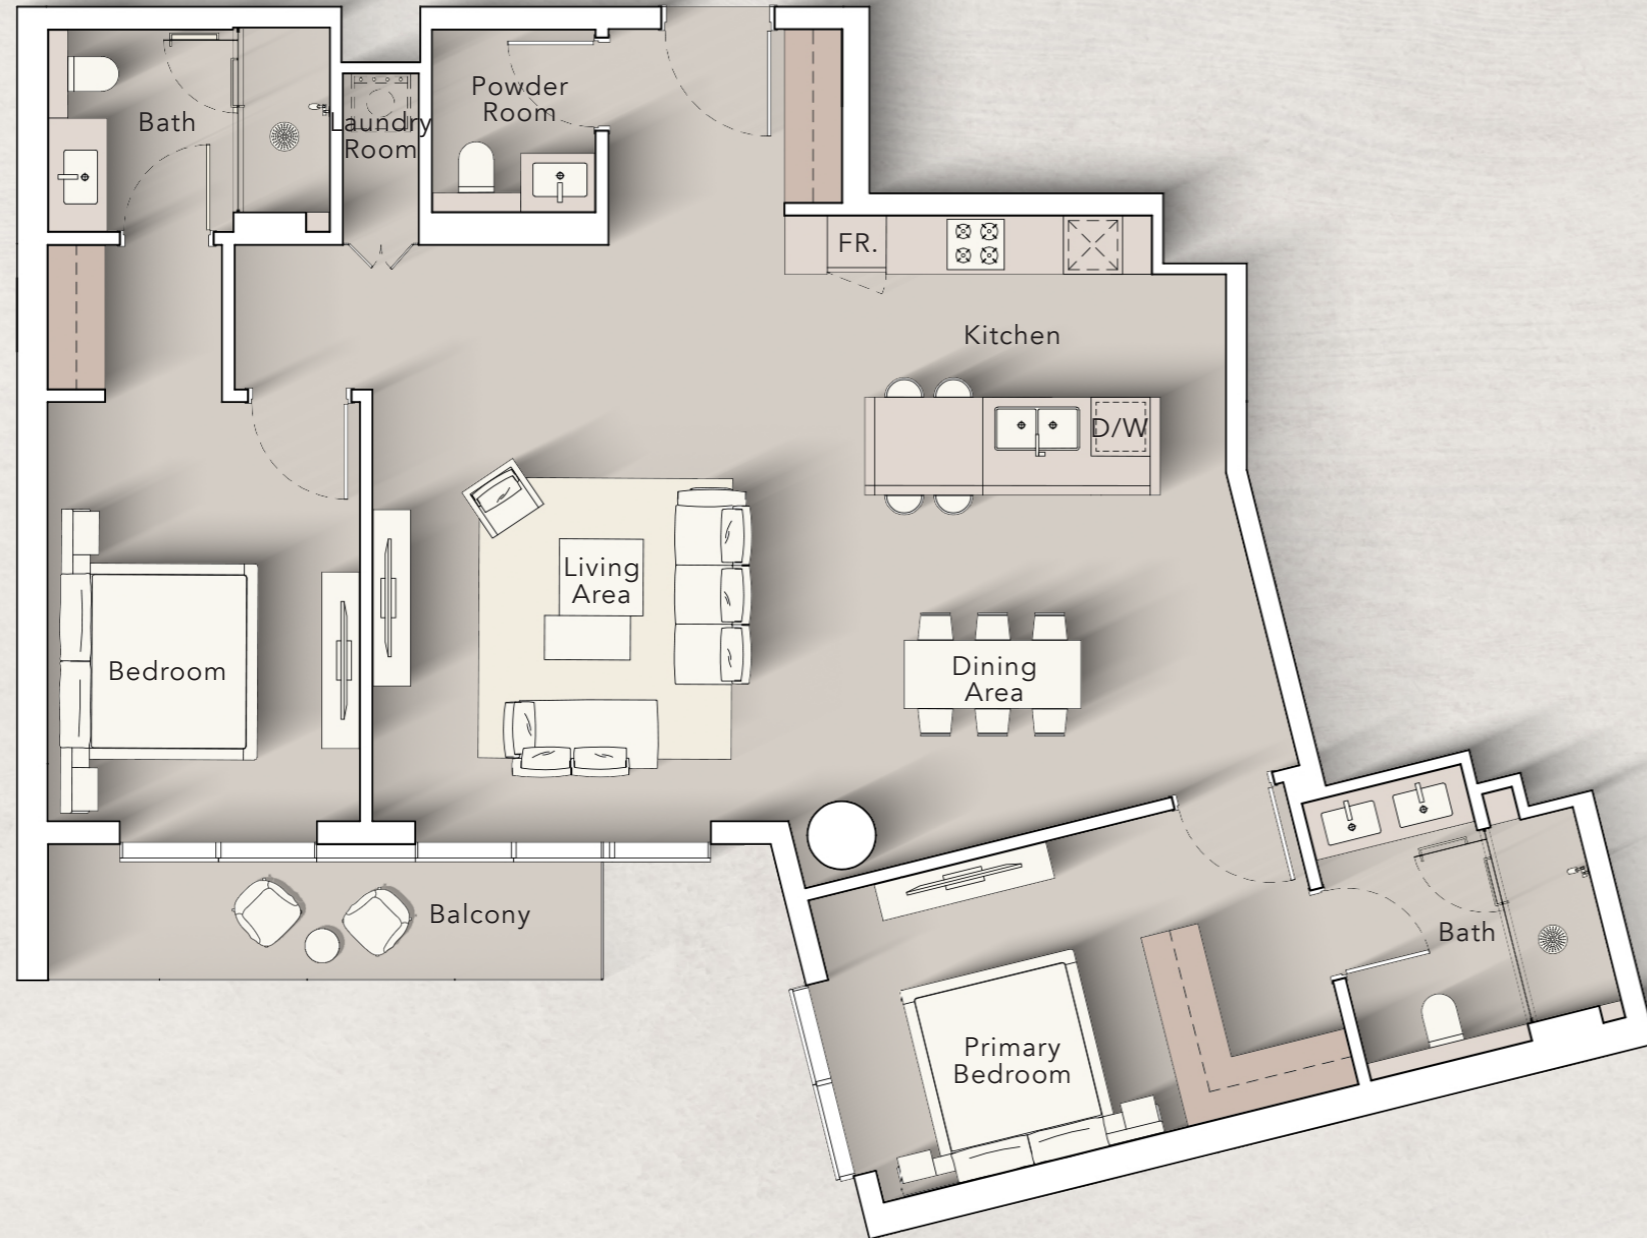 Powder
Room
Bath
Laundry
Room
FR.
Kitchen
D/W
Living
Area
Bedroom
Dining
Area
Balcony
Bath
Primary
Bedroom